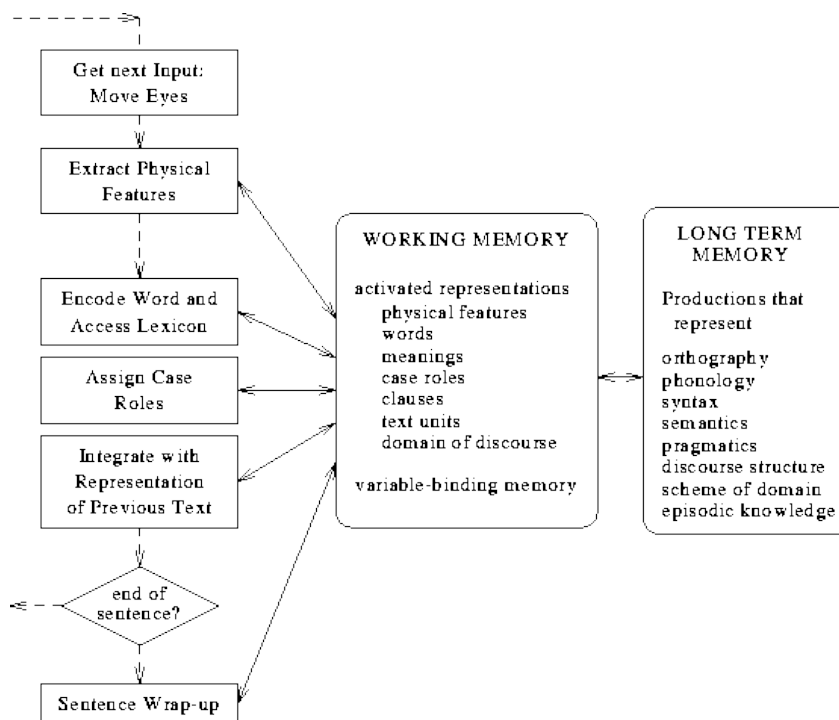 Get next Input:
Move Eyes
Extract Physical
Features
Encode Word and
Access Lexicon
Assign Case
Roles
Integrate with
Representation
of Previous Text
end of
sentence?
Sentence Wrap-up
WORKING MEMORY
activated representations
physical features
words
meanings
case roles
clauses
text units
domain of discourse
variable-binding memory
LONG TERM
MEMORY
Productions that
represent
orthography
phonology
syntax
semantics
pragmatics
discourse structure
scheme of domain
episodic knowledge